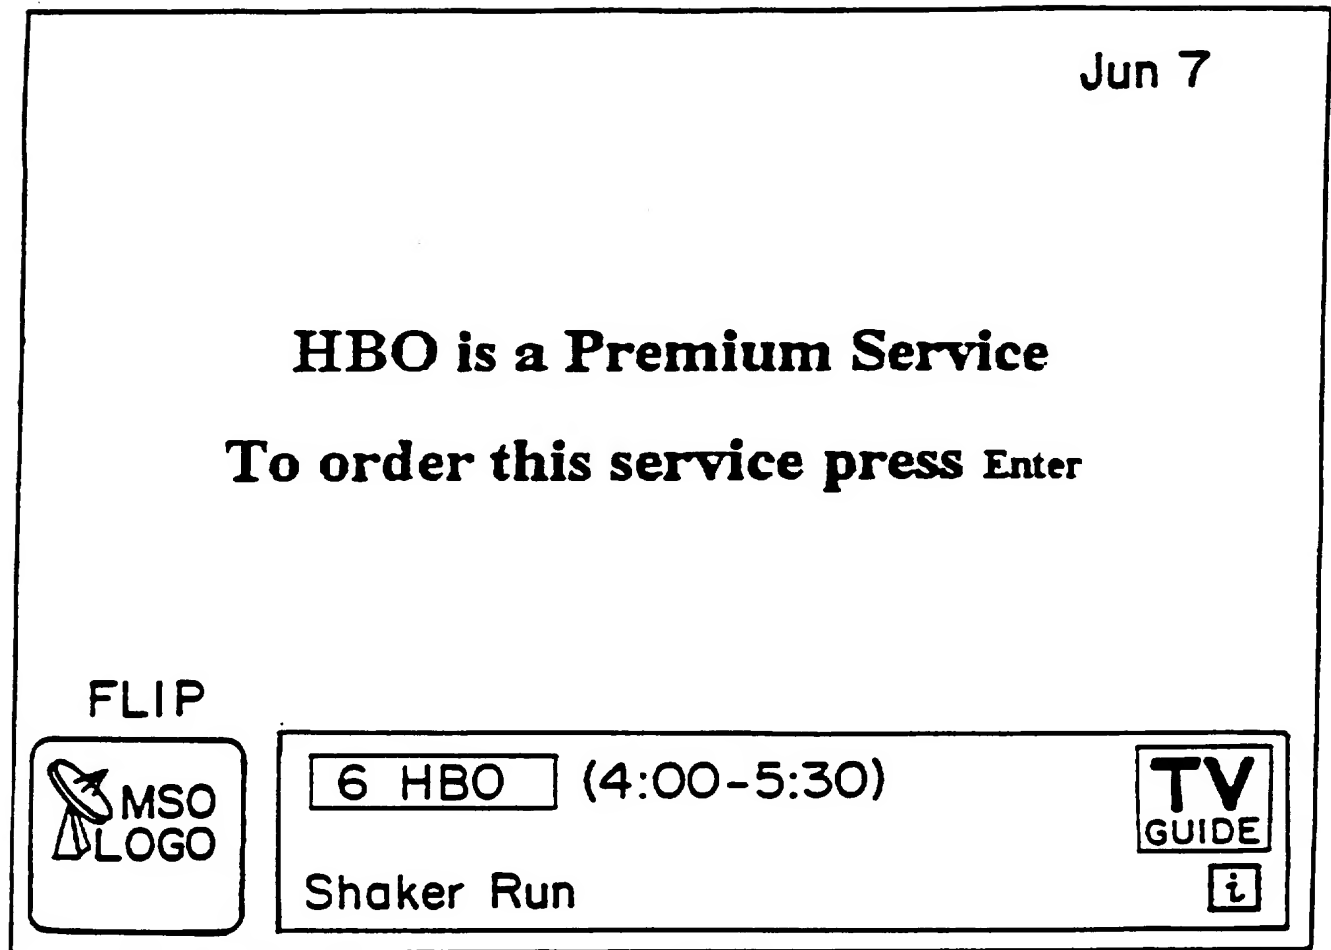 Jun 7
HBO is a Premium Service
To order this service press Enter
FLIP
MSO
LOGO
6 HBO (4:00-5:30)
TV
GUIDE
Shaker Run
i